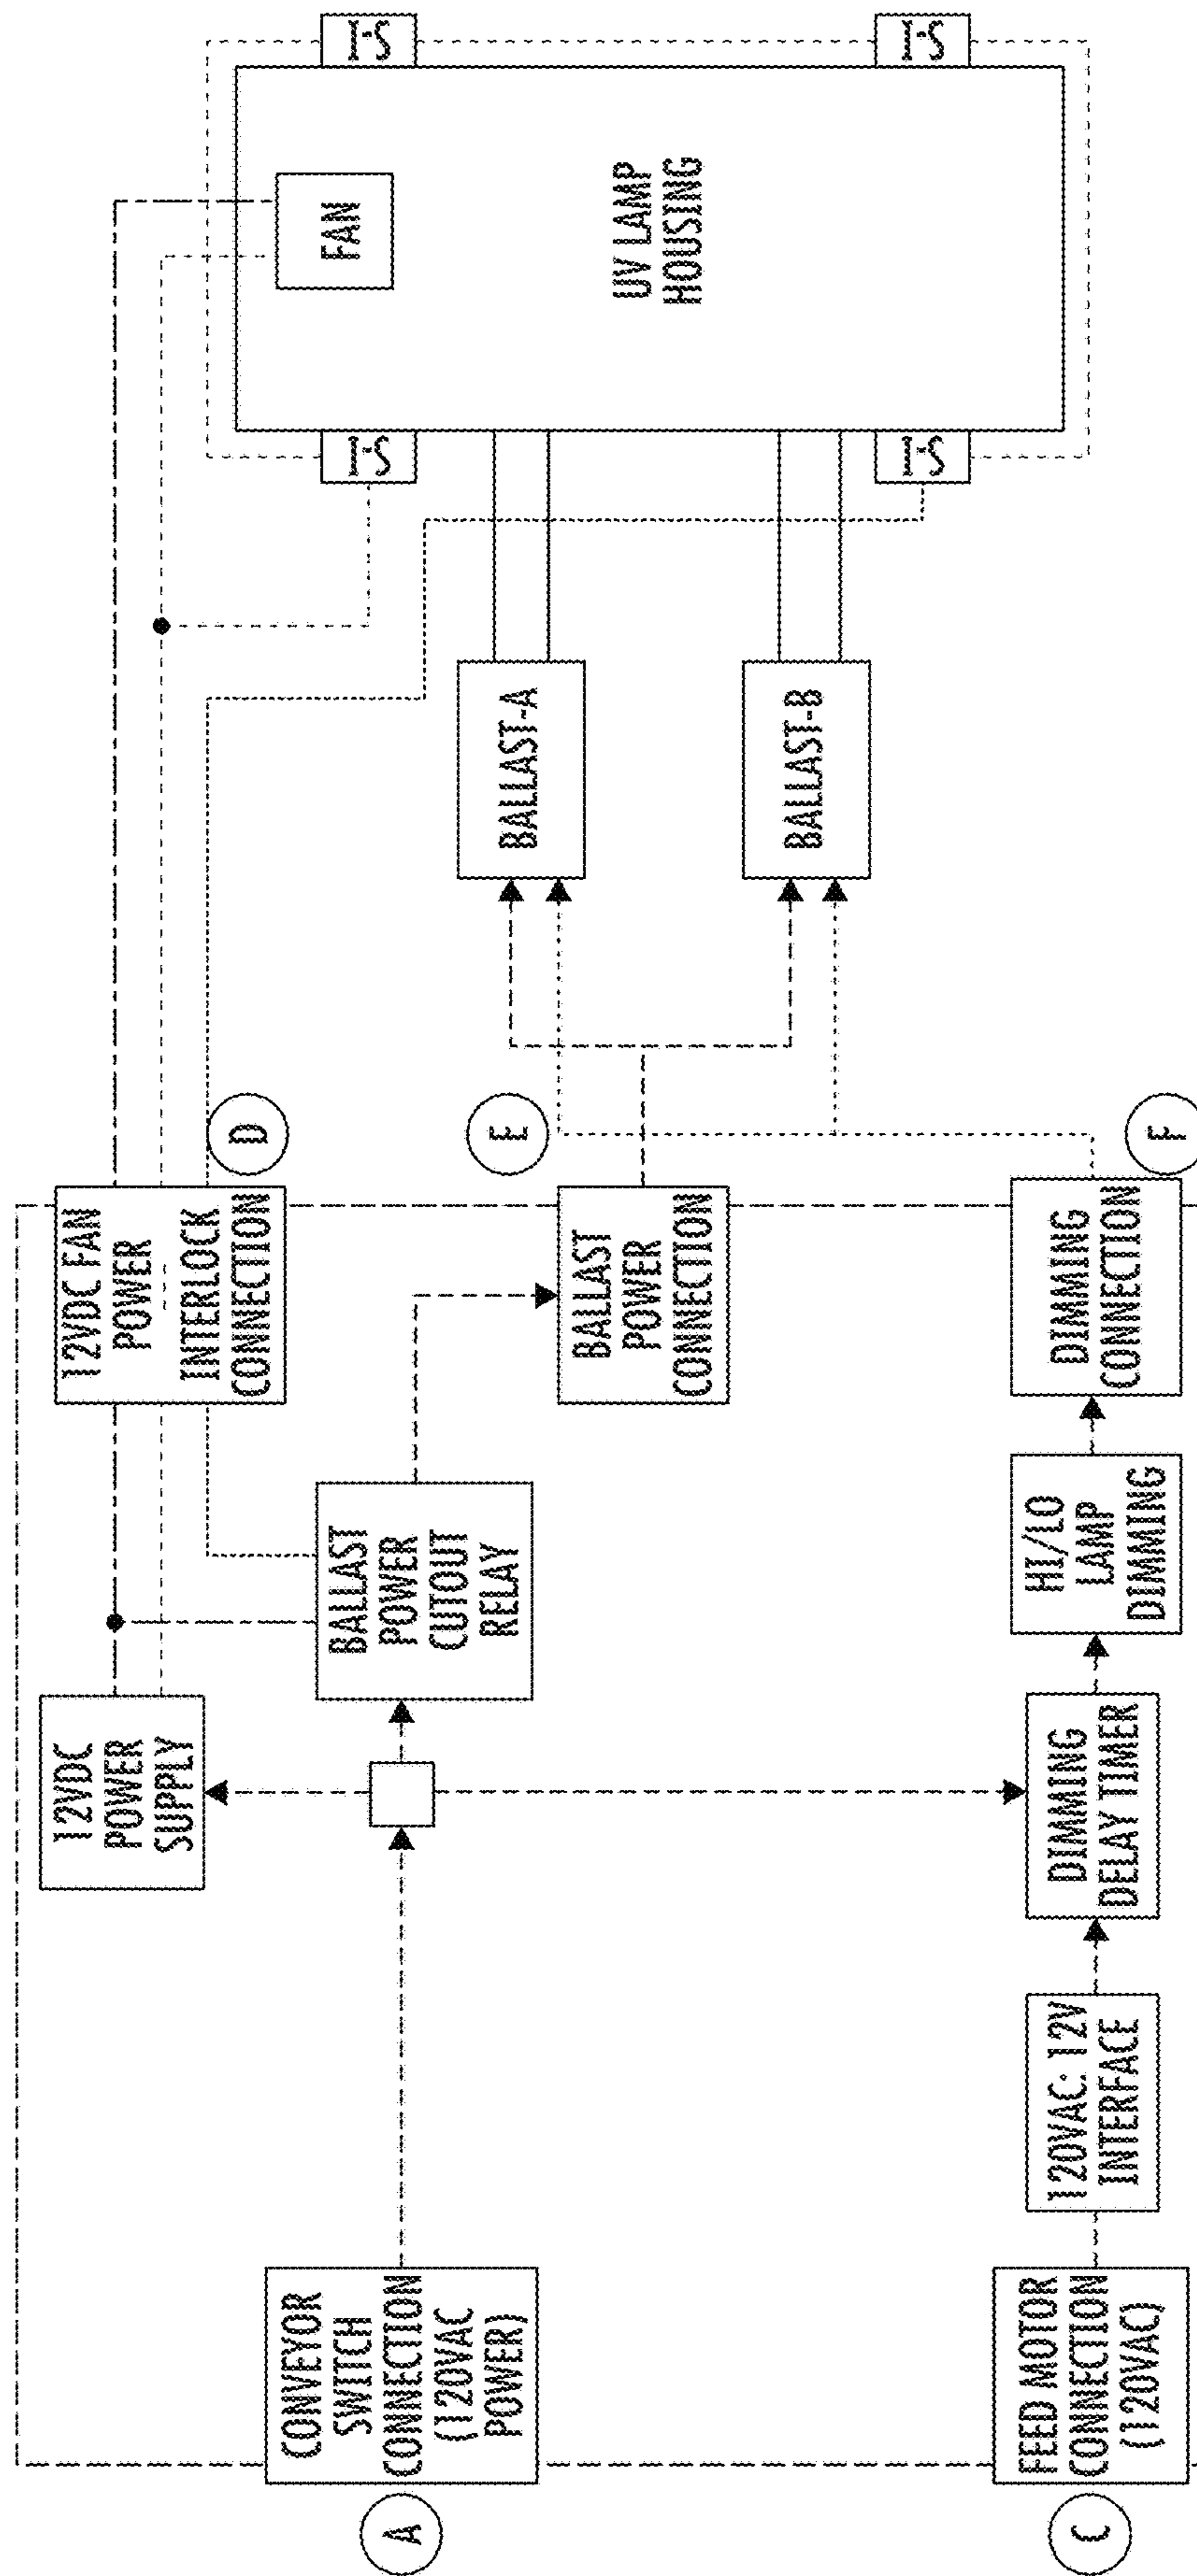 A
CONVEYOR
SWITCH
CONNECTION
(120VAC
POWER)
12VDC
POWER
SUPPLY
BALLAST
POWER
CUTOUT
RELAY
12VDC FAN
POWER
INTERLOCK
CONNECTION
D
BALLAST
POWER
CONNECTION
E
C
FEED MOTOR
CONNECTION
(120VAC)
120VAC: 12V
INTERFACE
DIMMING
DELAY TIMER
HI/LO
LAMP
DIMMING
DIMMING
CONNECTION
F
BALLAST-A
BALLAST-B
I-S
I-S
FAN
UV LAMP
HOUSING
I-S
I-S